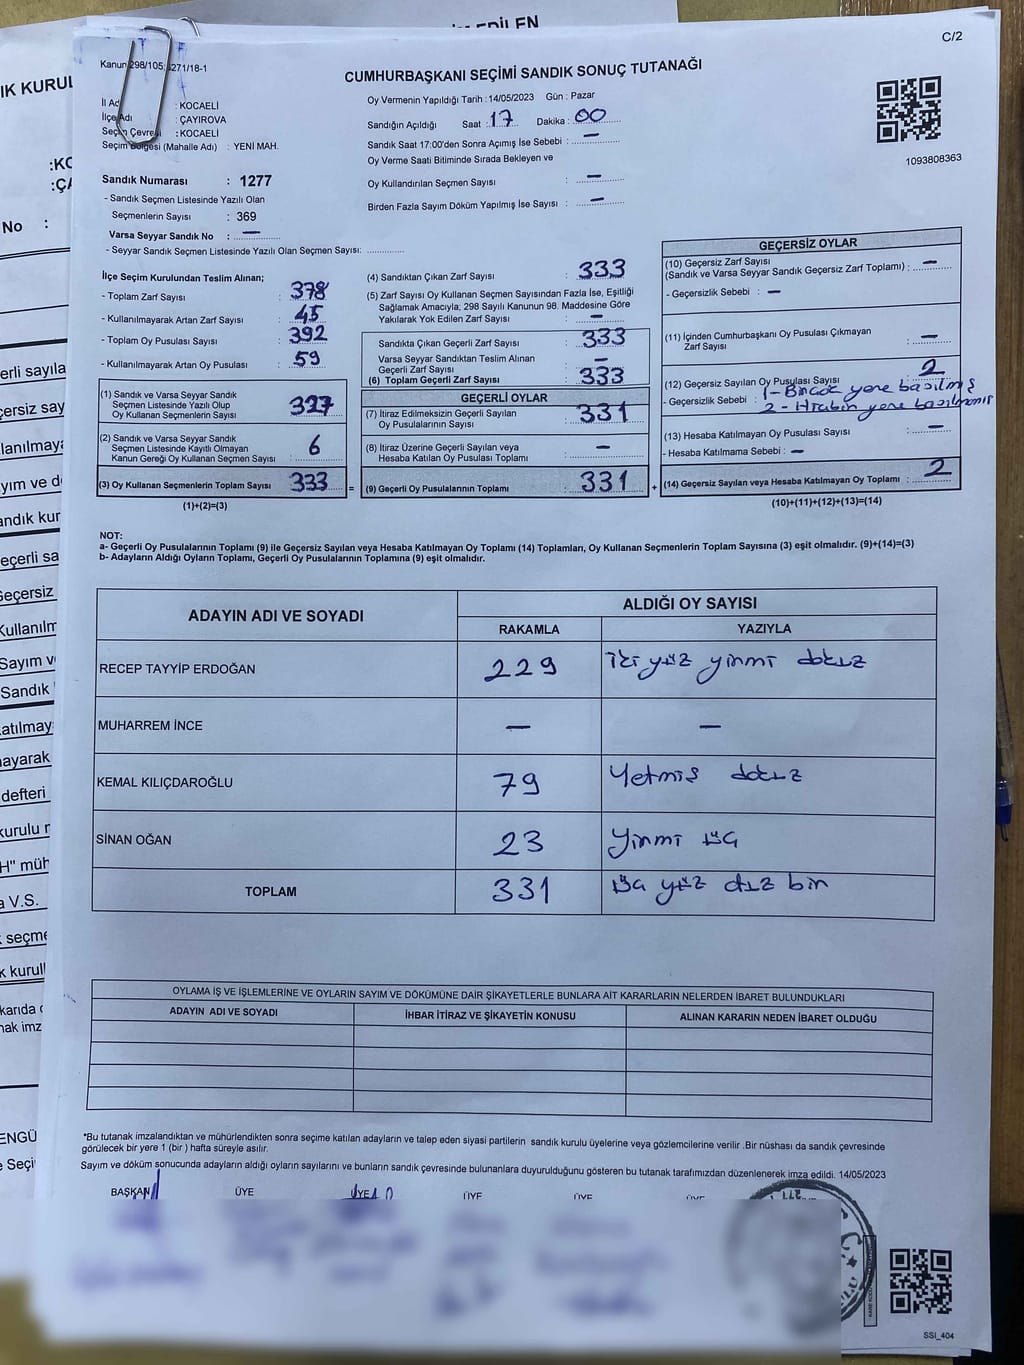 C/2
Kanun 298/105, 271/18-1
CUMHURBAŞKANI SEÇİMİ SANDIK SONUÇ TUTANAĞI
İl Adı : KOCAELİ
İlçe Adı : ÇAYIROVA
Seçim Çevresi : KOCAELİ
Seçim Bölgesi (Mahalle Adı) : YENİ MAH.
Sandık Numarası : 1277
- Sandık Seçmen Listesinde Yazılı Olan
Seçmenlerin Sayısı : 369
Varsa Seyyar Sandık No : —
- Seyyar Sandık Seçmen Listesinde Yazılı Olan Seçmen Sayısı:
Oy Vermenin Yapıldığı Tarih : 14/05/2023 Gün : Pazar
Sandığın Açıldığı Saat : 17 Dakika : 00
Sandık Saat 17:00'den Sonra Açımış İse Sebebi : —
Oy Verme Saati Bitiminde Sırada Bekleyen ve
Oy Kullandırılan Seçmen Sayısı : —
Birden Fazla Sayım Döküm Yapılmış İse Sayısı : —
1093808363
İlçe Seçim Kurulundan Teslim Alınan;
- Toplam Zarf Sayısı : 378
- Kullanılmayarak Artan Zarf Sayısı : 45
- Toplam Oy Pusulası Sayısı : 392
- Kullanılmayarak Artan Oy Pusulası : 59
(1) Sandık ve Varsa Seyyar Sandık
Seçmen Listesinde Yazılı Olup
Oy Kullanan Seçmenlerin Sayısı : 327
(2) Sandık ve Varsa Seyyar Sandık
Seçmen Listesinde Kayıtlı Olmayan
Kanun Gereği Oy Kullanan Seçmen Sayısı : 6
(3) Oy Kullanan Seçmenlerin Toplam Sayısı : 333 =
(1)+(2)=(3)
(4) Sandıktan Çıkan Zarf Sayısı : 333
(5) Zarf Sayısı Oy Kullanan Seçmen Sayısından Fazla İse, Eşitliği
Sağlamak Amacıyla; 298 Sayılı Kanunun 98. Maddesine Göre
Yakılarak Yok Edilen Zarf Sayısı : —
Sandıkta Çıkan Geçerli Zarf Sayısı : 333
Varsa Seyyar Sandıktan Teslim Alınan
Geçerli Zarf Sayısı : —
(6) Toplam Geçerli Zarf Sayısı : 333
GEÇERLİ OYLAR
(7) İtiraz Edilmeksizin Geçerli Sayılan
Oy Pusulalarının Sayısı : 331
(8) İtiraz Üzerine Geçerli Sayılan veya
Hesaba Katılan Oy Pusulası Toplamı : —
(9) Geçerli Oy Pusulalarının Toplamı : 331 +
GEÇERSİZ OYLAR
(10) Geçersiz Zarf Sayısı
(Sandık ve Varsa Seyyar Sandık Geçersiz Zarf Toplamı) : —
- Geçersizlik Sebebi : —
(11) İçinden Cumhurbaşkanı Oy Pusulası Çıkmayan
Zarf Sayısı : —
(12) Geçersiz Sayılan Oy Pusulası Sayısı : 2
- Geçersizlik Sebebi : 1- Birçok yere basılmış
2- Hiçbir yere basılmamış
(13) Hesaba Katılmayan Oy Pusulası Sayısı : —
- Hesaba Katılmama Sebebi : —
(14) Geçersiz Sayılan veya Hesaba Katılmayan Oy Toplamı : 2
(10)+(11)+(12)+(13)=(14)
NOT:
a- Geçerli Oy Pusulalarının Toplamı (9) ile Geçersiz Sayılan veya Hesaba Katılmayan Oy Toplamı (14) Toplamları, Oy Kullanan Seçmenlerin Toplam Sayısına (3) eşit olmalıdır. (9)+(14)=(3)
b- Adayların Aldığı Oyların Toplamı, Geçerli Oy Pusulalarının Toplamına (9) eşit olmalıdır.
ADAYIN ADI VE SOYADI ALDIĞI OY SAYISI
RAKAMLA YAZIYLA
RECEP TAYYİP ERDOĞAN 229 iki yüz yirmi dokuz
MUHARREM İNCE — —
KEMAL KILIÇDAROĞLU 79 Yetmiş dokuz
SİNAN OĞAN 23 Yirmi üç
TOPLAM 331 üç yüz otuz bir
OYLAMA İŞ VE İŞLEMLERİNE VE OYLARIN SAYIM VE DÖKÜMÜNE DAİR ŞİKAYETLERLE BUNLARA AİT KARARLARIN NELERDEN İBARET BULUNDUKLARI
ADAYIN ADI VE SOYADI İHBAR İTİRAZ VE ŞİKAYETİN KONUSU ALINAN KARARIN NEDEN İBARET OLDUĞU
*Bu tutanak imzalandıktan ve mühürlendikten sonra seçime katılan adayların ve talep eden siyasi partilerin sandık kurulu üyelerine veya gözlemcilerine verilir .Bir nüshası da sandık çevresinde
görülecek bir yere 1 (bir ) hafta süreyle asılır.
Sayım ve döküm sonucunda adayların aldığı oyların sayılarını ve bunların sandık çevresinde bulunanlara duyurulduğunu gösteren bu tutanak tarafımızdan düzenlenerek imza edildi. 14/05/2023
BAŞKAN ÜYE ÜYE ÜYE ÜYE ÜYE
SSI_404